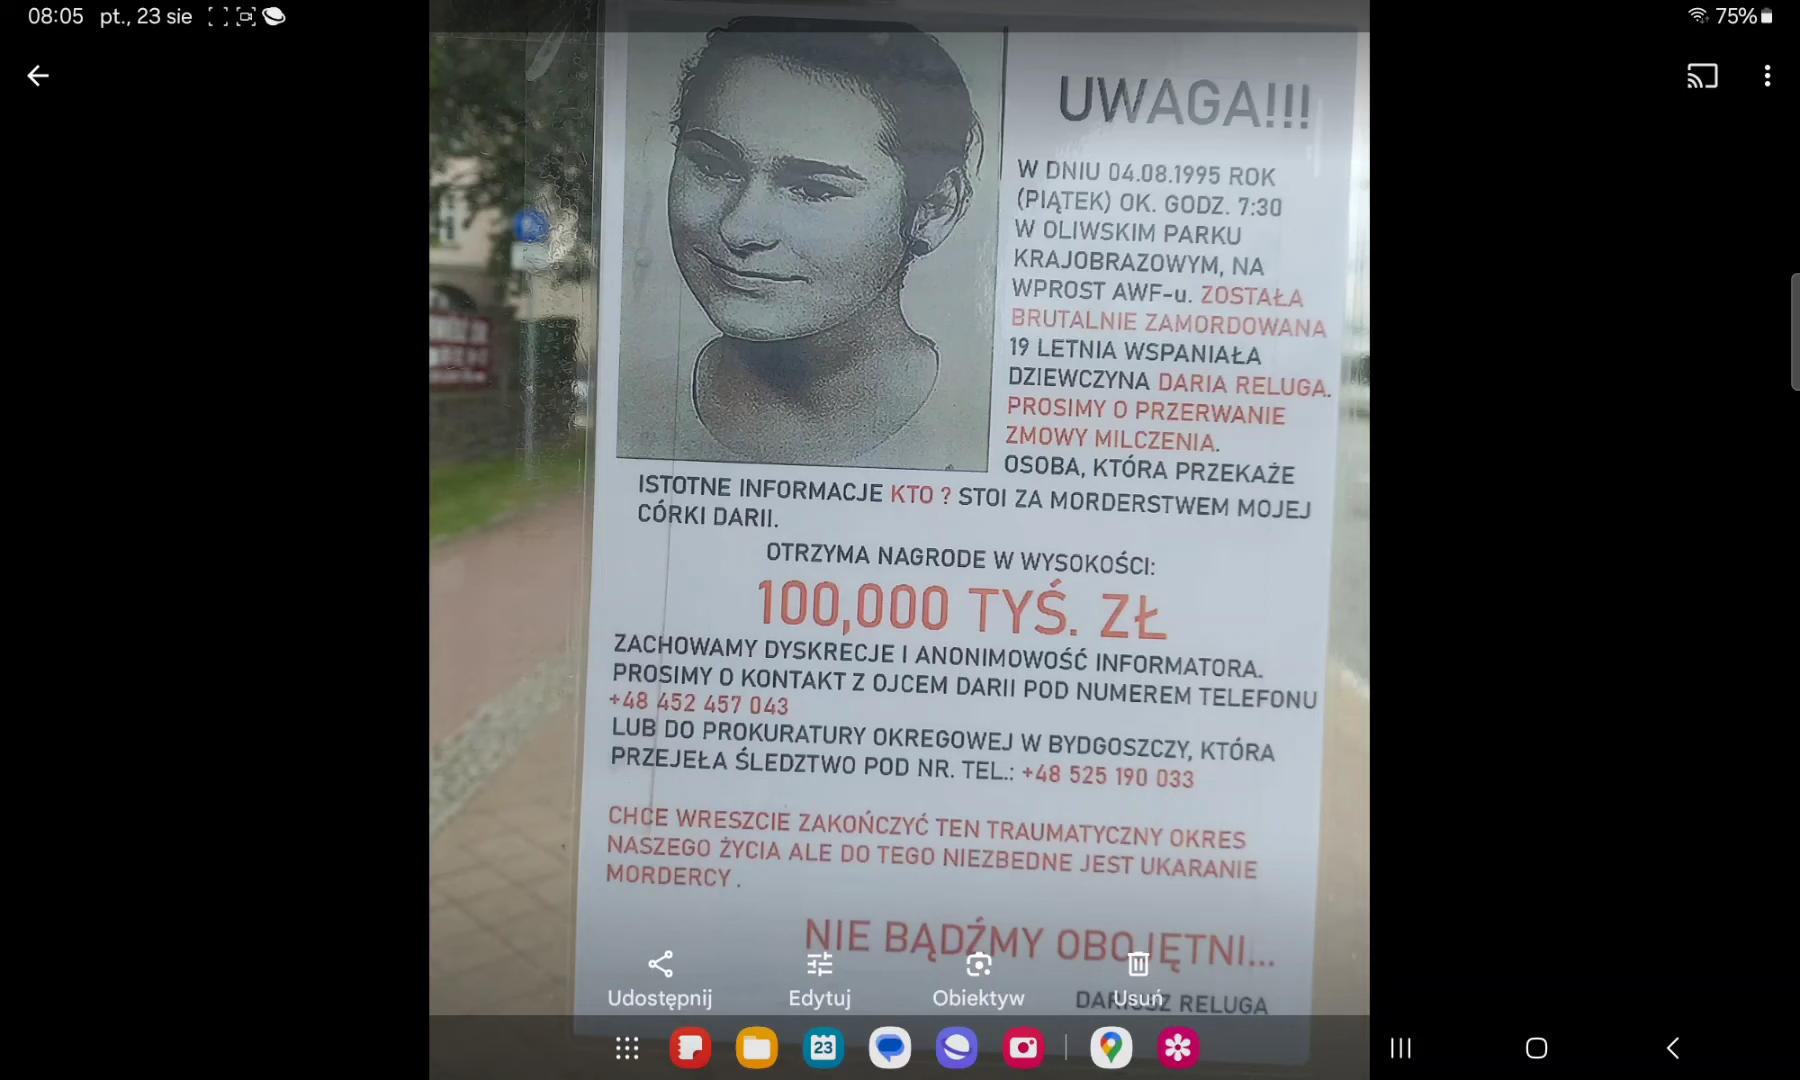 08:05 pt., 23 sie
75%
UWAGA!!!
W DNIU 04.08.1995 ROK
(PIĄTEK) OK. GODZ. 7:30
W OLIWSKIM PARKU
KRAJOBRAZOWYM, NA
WPROST AWF-u. ZOSTAŁA
BRUTALNIE ZAMORDOWANA
19 LETNIA WSPANIAŁA
DZIEWCZYNA DARIA RELUGA.
PROSIMY O PRZERWANIE
ZMOWY MILCZENIA.
OSOBA, KTÓRA PRZEKAŻE
ISTOTNE INFORMACJE KTO ? STOI ZA MORDERSTWEM MOJEJ
CÓRKI DARII.
OTRZYMA NAGRODE W WYSOKOŚCI:
100,000 TYŚ. ZŁ
ZACHOWAMY DYSKRECJE I ANONIMOWOŚĆ INFORMATORA.
PROSIMY O KONTAKT Z OJCEM DARII POD NUMEREM TELEFONU
+48 452 457 043
LUB DO PROKURATURY OKREGOWEJ W BYDGOSZCZY, KTÓRA
PRZEJEŁA ŚLEDZTWO POD NR. TEL.: +48 525 190 033
CHCE WRESZCIE ZAKOŃCZYĆ TEN TRAUMATYCZNY OKRES
NASZEGO ŻYCIA ALE DO TEGO NIEZBEDNE JEST UKARANIE
MORDERCY .
NIE BĄDŹMY OBOJĘTNI...
DARIUSZ RELUGA
Udostępnij Edytuj Obiektyw Usuń
23